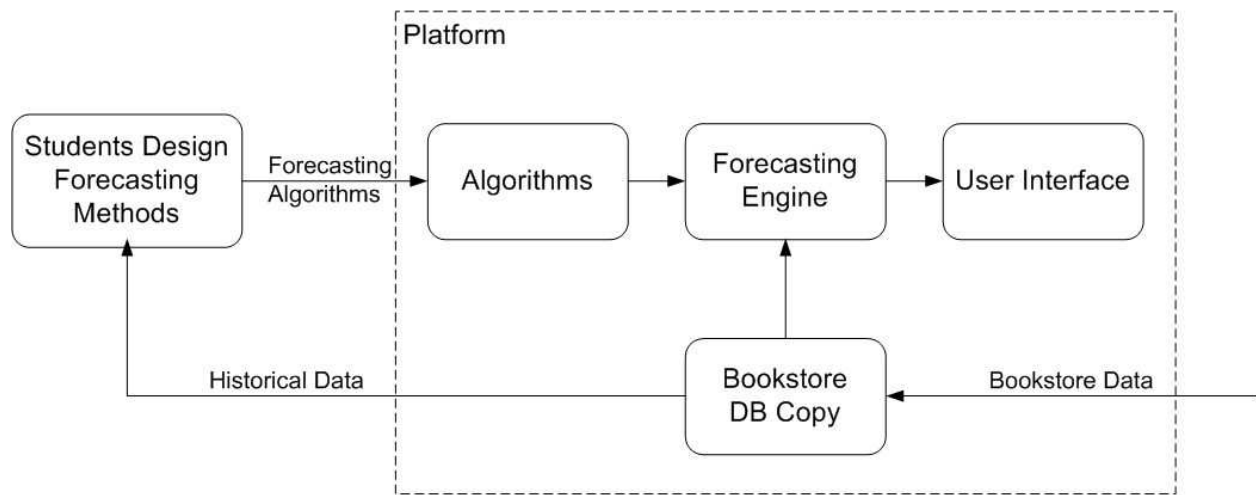 Platform
Students Design
Forecasting
Methods
Forecasting
Algorithms
Algorithms
Forecasting
Engine
User Interface
Historical Data
Bookstore
DB Copy
Bookstore Data